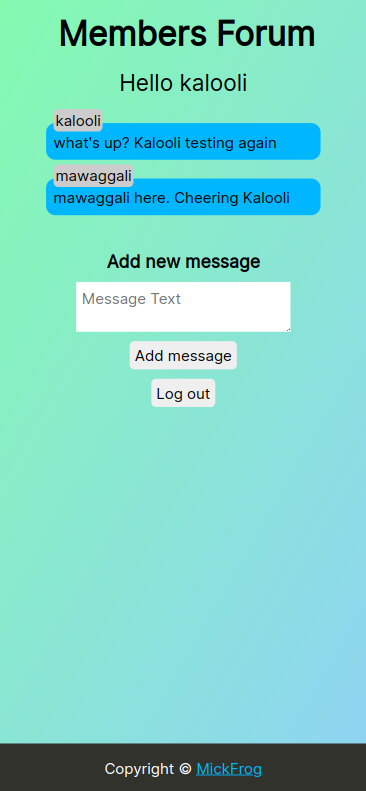 Members Forum
Hello kalooli
kalooli
what's up? Kalooli testing again
mawaggali
mawaggali here. Cheering Kalooli
Add new message
Message Text
Add message
Log out
Copyright © MickFrog